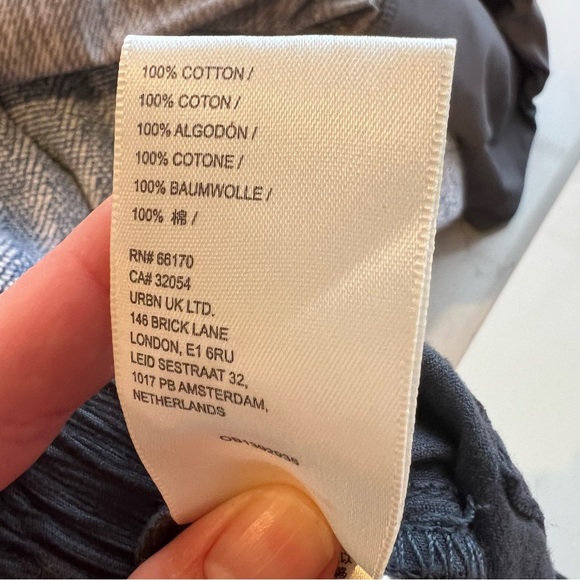 100% COTTON /
100% COTON /
100% ALGODÓN /
100% COTONE /
100% BAUMWOLLE /
100% 棉 /
RN# 66170
CA# 32054
URBN UK LTD.
146 BRICK LANE
LONDON, E1 6RU
LEID SESTRAAT 32,
1017 PB AMSTERDAM,
NETHERLANDS